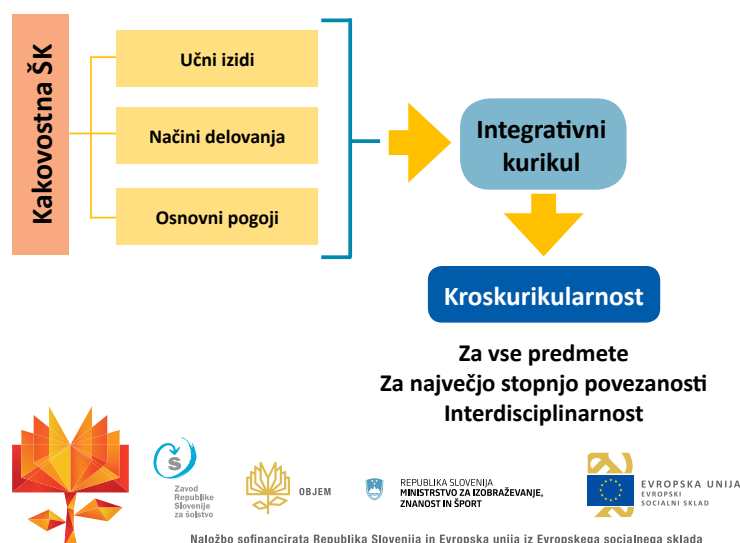 Kakovostna ŠK
Učni izidi
Načini delovanja
Osnovni pogoji
Integrativni
kurikul
Kroskurikularnost
Za vse predmete
Za največjo stopnjo povezanosti
Interdisciplinarnost
Š
Zavod
Republike
Slovenije
za šolstvo
OBJEM
REPUBLIKA SLOVENIJA
MINISTRSTVO ZA IZOBRAŽEVANJE,
ZNANOST IN ŠPORT
EVROPSKA UNIJA
EVROPSKI
SOCIALNI SKLAD
Naložbo sofinancirata Republika Slovenija in Evropska unija iz Evropskega socialnega sklada